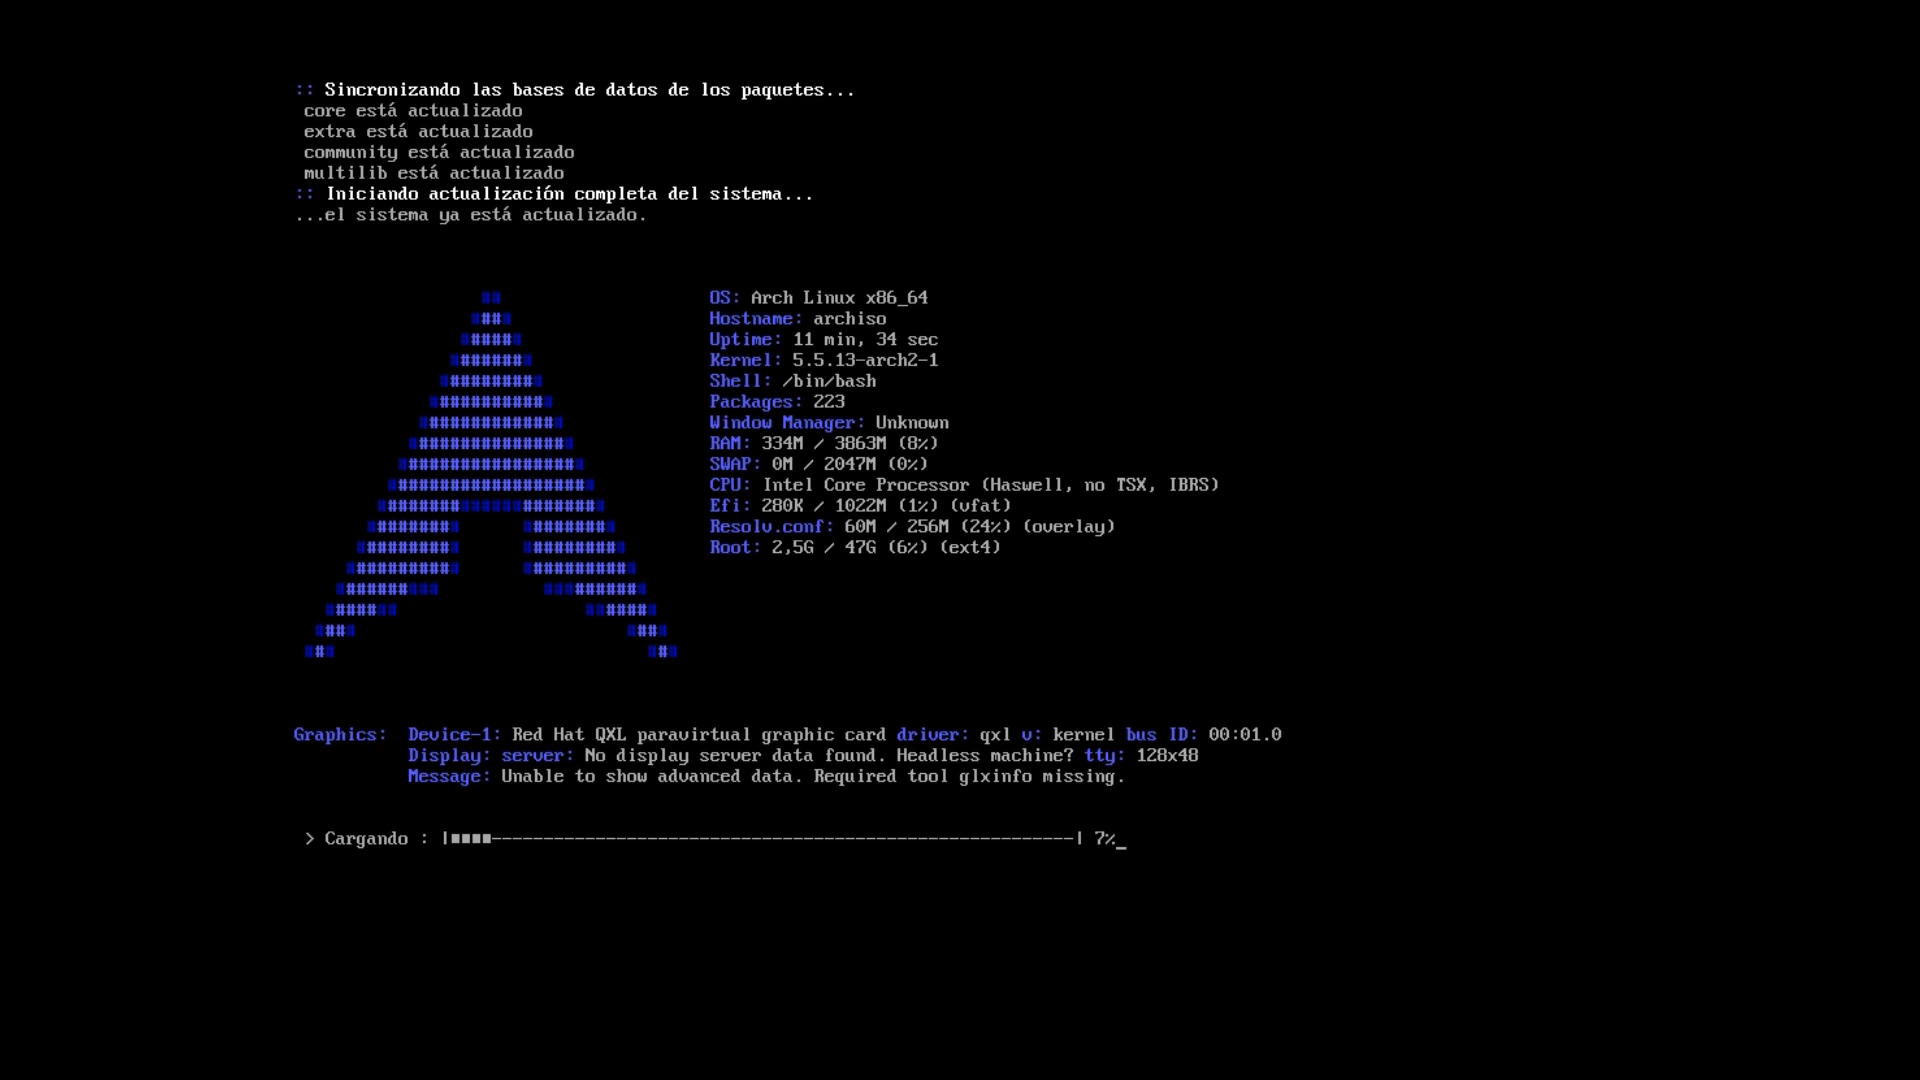 :: Sincronizando las bases de datos de los paquetes...
core está actualizado
extra está actualizado
community está actualizado
multilib está actualizado
:: Iniciando actualización completa del sistema...
...el sistema ya está actualizado.
OS: Arch Linux x86_64
Hostname: archiso
Uptime: 11 min, 34 sec
Kernel: 5.5.13-arch2-1
Shell: /bin/bash
Packages: 223
Window Manager: Unknown
RAM: 334M / 3863M (8%)
SWAP: 0M / 2047M (0%)
CPU: Intel Core Processor (Haswell, no TSX, IBRS)
Efi: 280K / 1022M (1%) (vfat)
Resolv.conf: 60M / 256M (24%) (overlay)
Root: 2,5G / 47G (6%) (ext4)
Graphics: Device-1: Red Hat QXL paravirtual graphic card driver: qxl v: kernel bus ID: 00:01.0
Display: server: No display server data found. Headless machine? tty: 128x48
Message: Unable to show advanced data. Required tool glxinfo missing.
> Cargando : |■■■■--------------------------------------------------------| 7%_